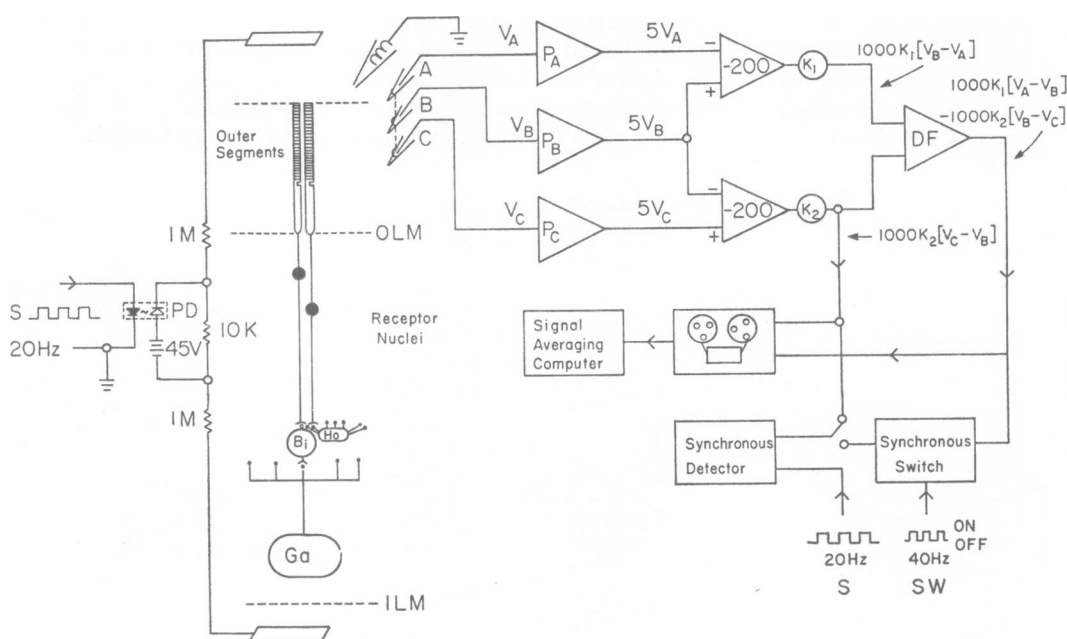 V_A
P_A
5V_A
-
-200
+
K_1
1000K_1[V_B-V_A]
1000K_1[V_A-V_B]
-1000K_2[V_B-V_C]
A
B
C
V_B
P_B
5V_B
DF
Outer
Segments
V_C
P_C
5V_C
-
-200
+
K_2
1000K_2[V_C-V_B]
OLM
1M
S
20Hz
PD
45V
10K
Receptor
Nuclei
Signal
Averaging
Computer
1M
Bi
Ho
Synchronous
Detector
Synchronous
Switch
Ga
20Hz
S
40Hz
SW
ON
OFF
ILM